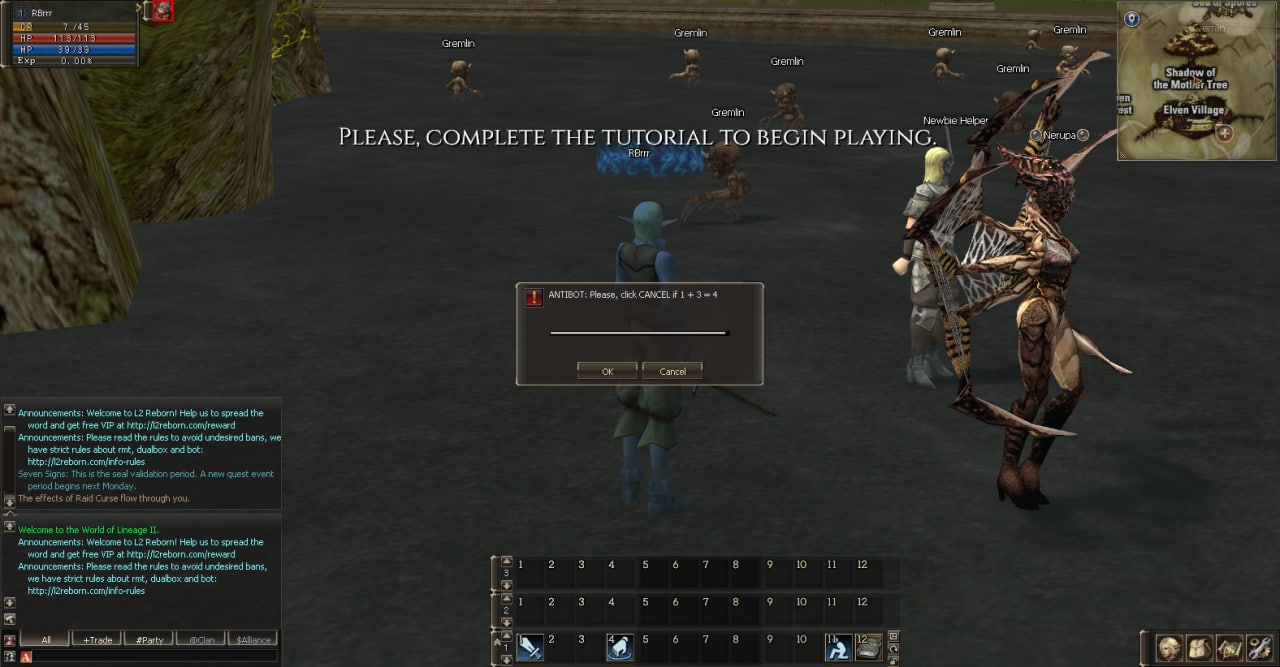 1 RBrrr
CP 7/45
HP 113/113
MP 39/39
Exp 0.00%
Gremlin
Gremlin
Gremlin
Gremlin
Gremlin
Gremlin
Gremlin
Newbie Helper
Nerupa
Sea of Spores
Gremlin
Shadow of
the Mother Tree
Elven Village
PLEASE, COMPLETE THE TUTORIAL TO BEGIN PLAYING.
RBrrr
ANTIBOT: Please, click CANCEL if 1 + 3 = 4
OK
Cancel
Announcements: Welcome to L2 Reborn! Help us to spread the
word and get free VIP at http://l2reborn.com/reward
Announcements: Please read the rules to avoid undesired bans, we
have strict rules about rmt, dualbox and bot:
http://l2reborn.com/info-rules
Seven Signs: This is the seal validation period. A new quest event
period begins next Monday.
The effects of Raid Curse flow through you.
Welcome to the World of Lineage II.
Announcements: Welcome to L2 Reborn! Help us to spread the
word and get free VIP at http://l2reborn.com/reward
Announcements: Please read the rules to avoid undesired bans,
we have strict rules about rmt, dualbox and bot:
http://l2reborn.com/info-rules
All +Trade #Party @Clan $Alliance
A
3 1 2 3 4 5 6 7 8 9 10 11 12
2 1 2 3 4 5 6 7 8 9 10 11 12
1 1 2 3 4 5 6 7 8 9 10 11 12